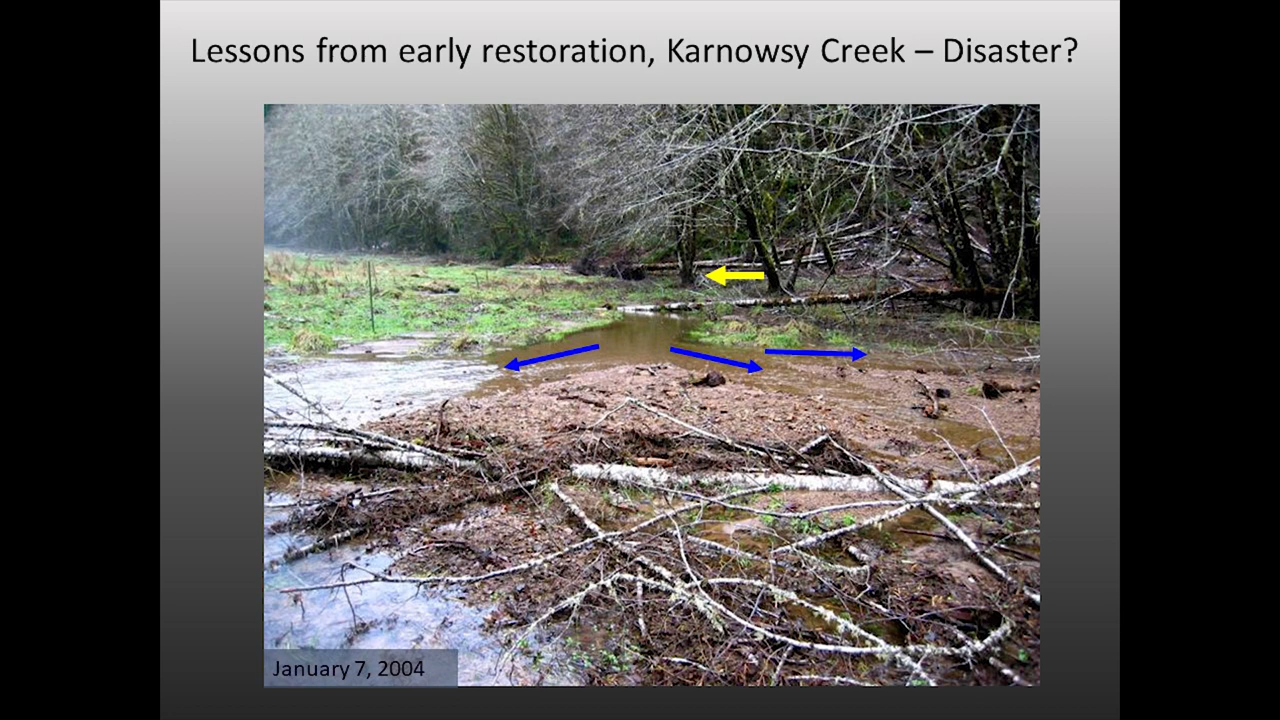 Lessons from early restoration, Karnowsy Creek – Disaster?
January 7, 2004